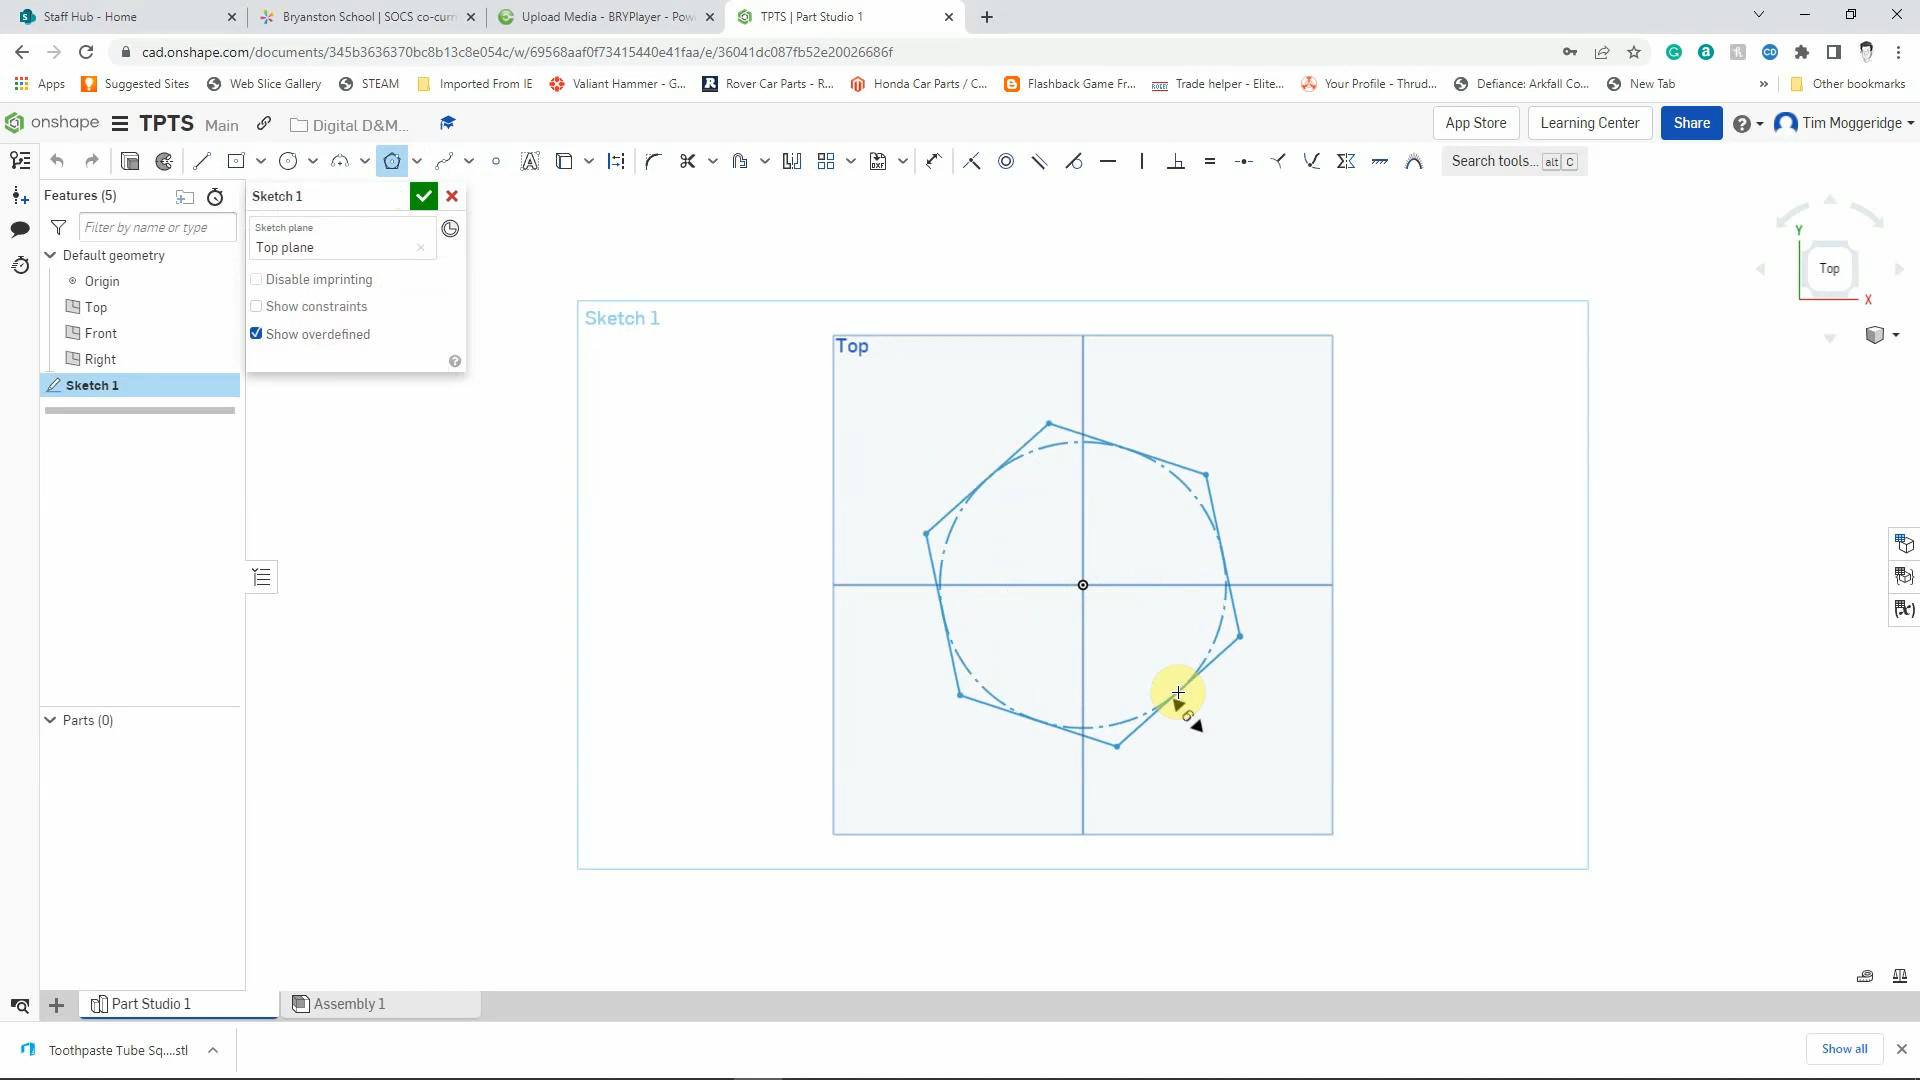 Staff Hub - Home
Bryanston School | SOCS co-curr
Upload Media - BRYPlayer - Pow
TPTS | Part Studio 1
cad.onshape.com/documents/345b3636370bc8b13c8e054c/w/69568aaf0f73415440e41faa/e/36041dc087fb52e20026686f
Apps
Suggested Sites
Web Slice Gallery
STEAM
Imported From IE
Valiant Hammer - G...
Rover Car Parts - R...
Honda Car Parts / C...
Flashback Game Fr...
Trade helper - Elite...
Your Profile - Thrud...
Defiance: Arkfall Co...
New Tab
»
Other bookmarks
onshape
TPTS
Main
Digital D&M...
App Store
Learning Center
Share
Tim Moggeridge
Search tools... alt C
Features (5)
Sketch 1
Filter by name or type
Sketch plane
Top plane
Default geometry
Origin
Top
Front
Right
Sketch 1
Disable imprinting
Show constraints
Show overdefined
Sketch 1
Top
6
Y
Top
X
Parts (0)
Part Studio 1
Assembly 1
Toothpaste Tube Sq....stl
Show all